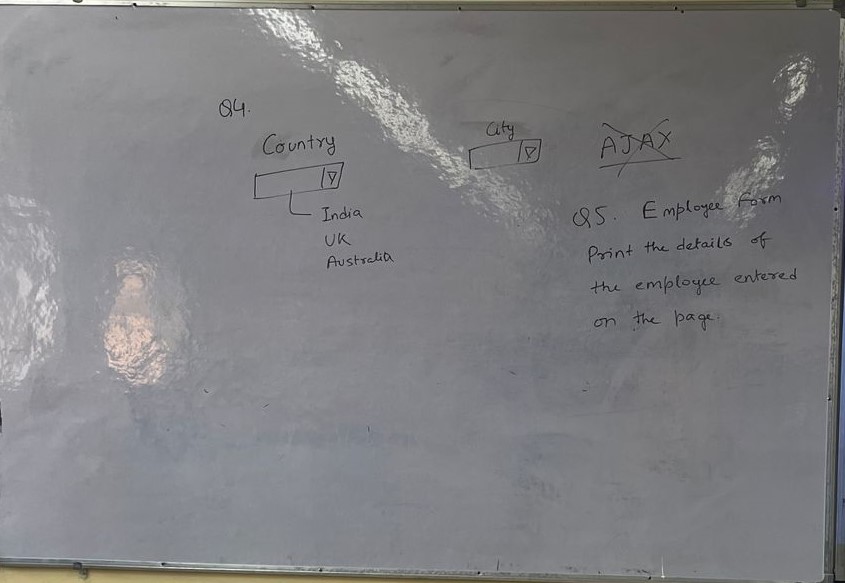 Q4.
Country
India
UK
Australia
City
AJAX
Q5. Employee Form
Print the details of
the employee entered
on the page.